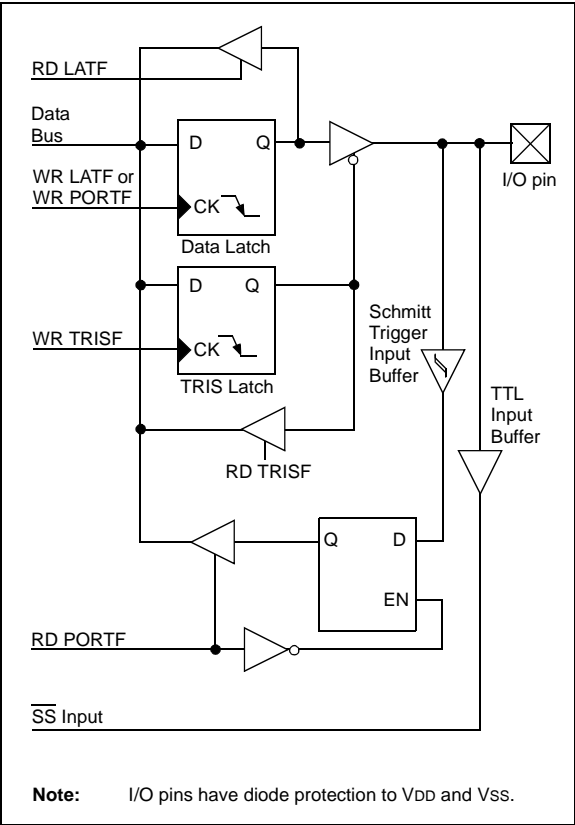 RD LATF
Data
Bus
D Q
I/O pin
WR LATF or
WR PORTF
CK
Data Latch
D Q
WR TRISF
CK
TRIS Latch
Schmitt
Trigger
Input
Buffer
TTL
Input
Buffer
RD TRISF
Q D
EN
RD PORTF
S̅S̅ Input
Note: I/O pins have diode protection to VDD and VSS.